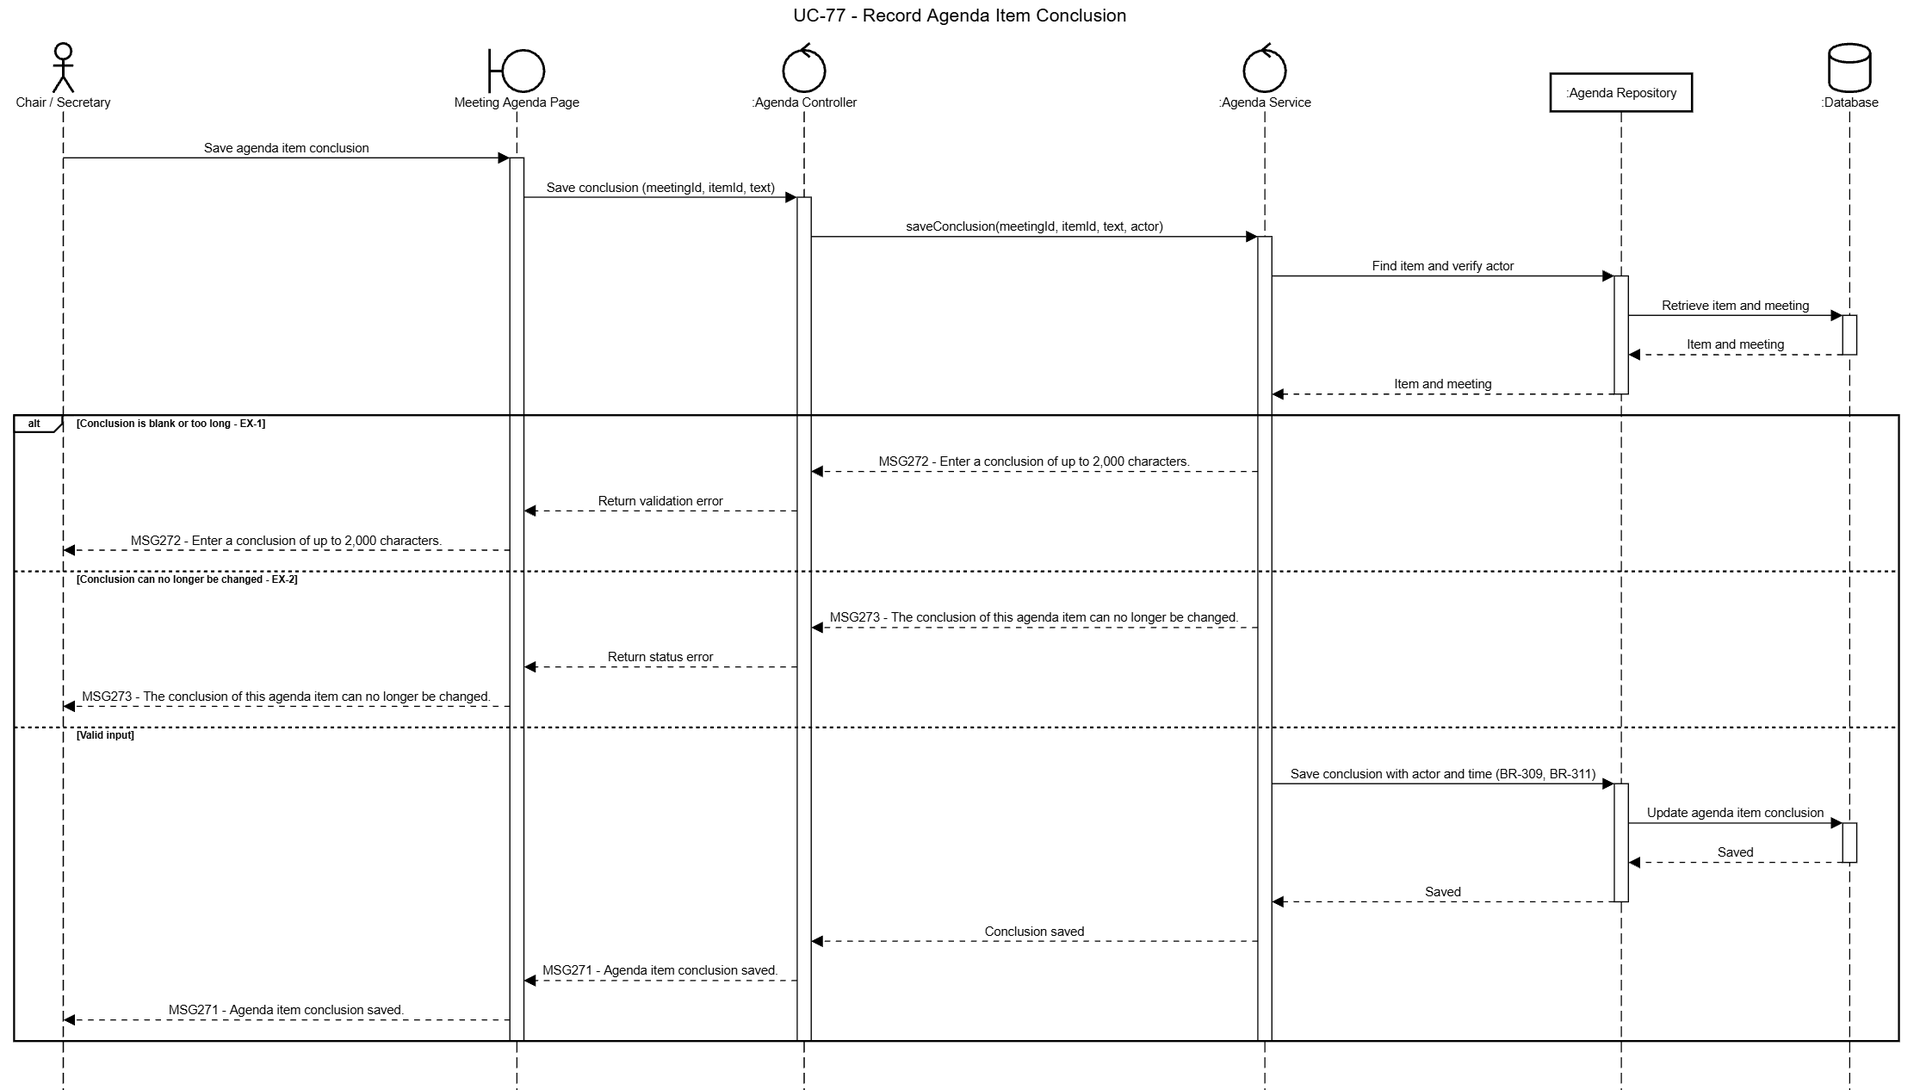 UC-77 - Record Agenda Item Conclusion
Chair / Secretary
Meeting Agenda Page
:Agenda Controller
:Agenda Service
:Agenda Repository
:Database
Save agenda item conclusion
Save conclusion (meetingId, itemId, text)
saveConclusion(meetingId, itemId, text, actor)
Find item and verify actor
Retrieve item and meeting
Item and meeting
Item and meeting
alt
[Conclusion is blank or too long - EX-1]
MSG272 - Enter a conclusion of up to 2,000 characters.
Return validation error
MSG272 - Enter a conclusion of up to 2,000 characters.
[Conclusion can no longer be changed - EX-2]
MSG273 - The conclusion of this agenda item can no longer be changed.
Return status error
MSG273 - The conclusion of this agenda item can no longer be changed.
[Valid input]
Save conclusion with actor and time (BR-309, BR-311)
Update agenda item conclusion
Saved
Saved
Conclusion saved
MSG271 - Agenda item conclusion saved.
MSG271 - Agenda item conclusion saved.